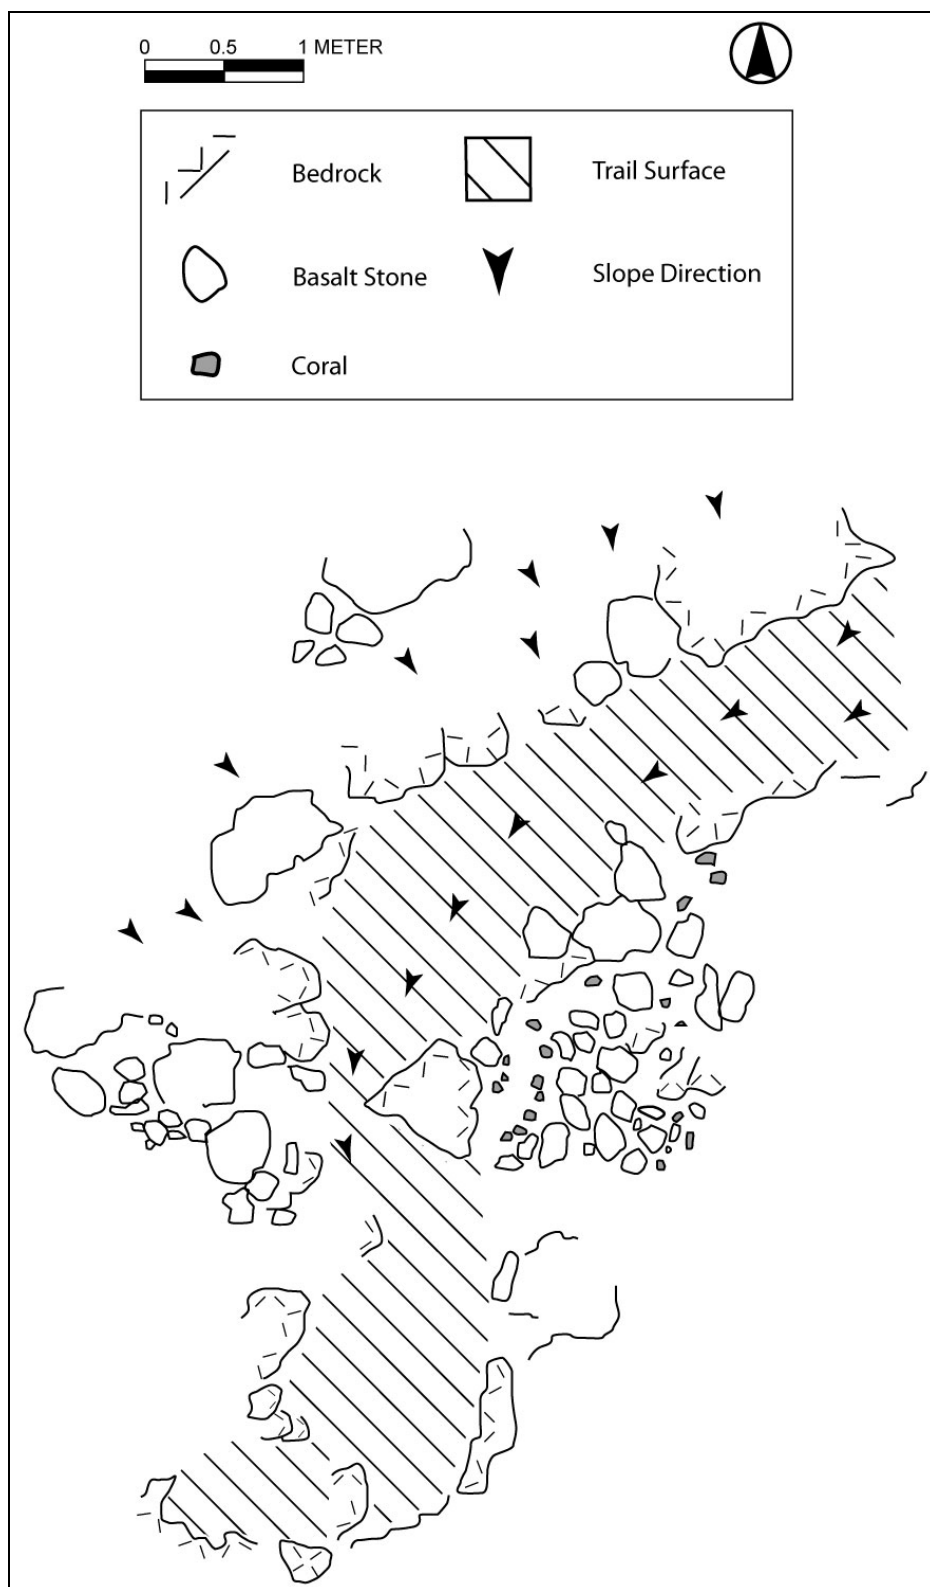 0 0.5 1 METER
Bedrock Trail Surface
Basalt Stone Slope Direction
Coral